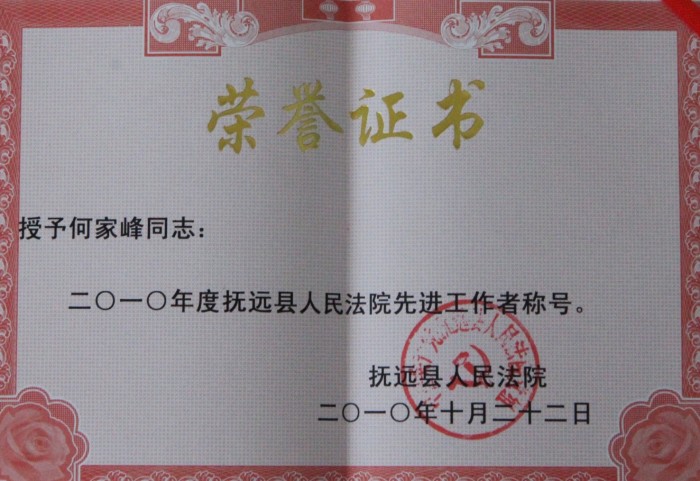 荣誉证书
授予何家峰同志：
二〇一〇年度抚远县人民法院先进工作者称号。
抚远县人民法院
二〇一〇年十月二十二日